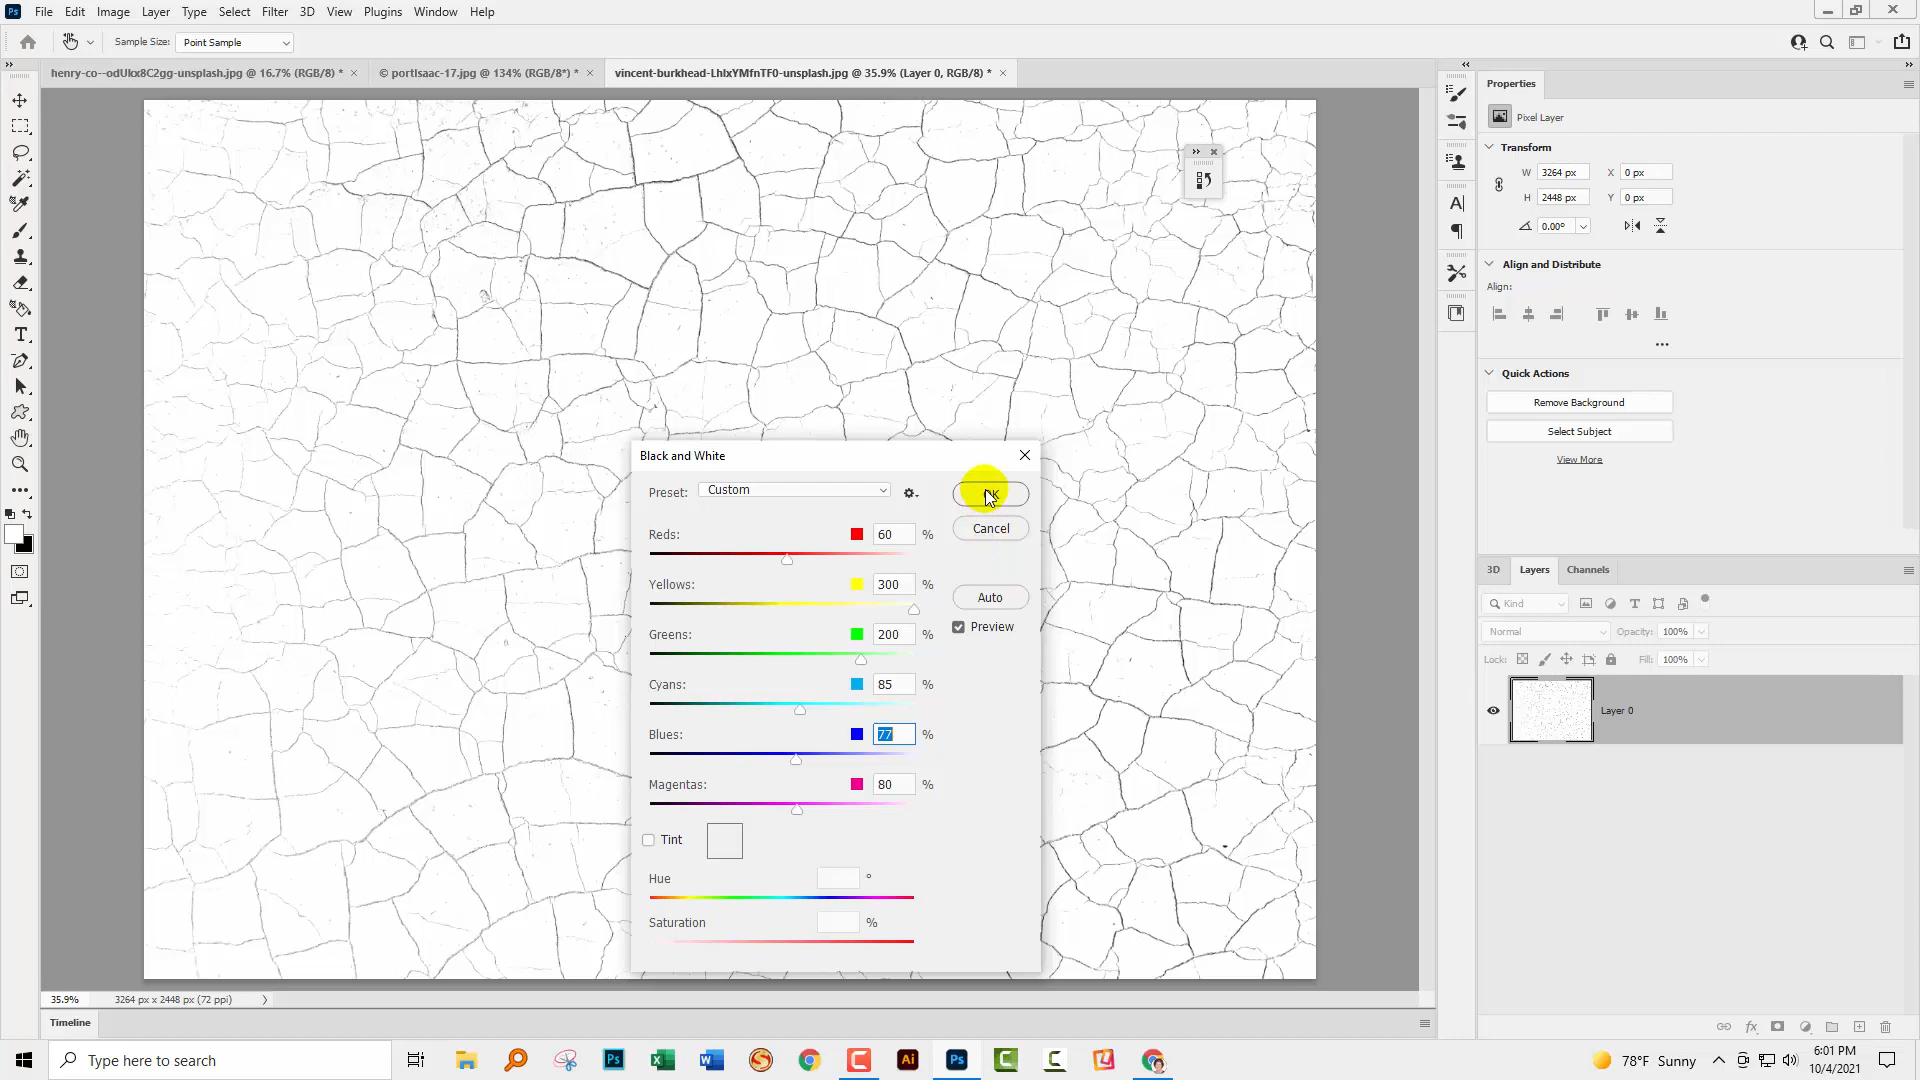 Ps File Edit Image Layer Type Select Filter 3D View Plugins Window Help
Sample Size: Point Sample
henry-co--odUkx8C2gg-unsplash.jpg @ 16.7% (RGB/8) * × © portIsaac-17.jpg @ 134% (RGB/8*) * × vincent-burkhead-LhlxYMfnTF0-unsplash.jpg @ 35.9% (Layer 0, RGB/8) * ×
Properties
Pixel Layer
Transform
W 3264 px X 0 px
H 2448 px Y 0 px
0.00°
Align and Distribute
Align:
Quick Actions
Remove Background
Select Subject
View More
Black and White
Preset: Custom
OK
Cancel
Auto
Preview
Reds: 60 %
Yellows: 300 %
Greens: 200 %
Cyans: 85 %
Blues: 77 %
Magentas: 80 %
Tint
Hue °
Saturation %
3D Layers Channels
Kind
Normal Opacity: 100%
Lock: Fill: 100%
Layer 0
35.9% 3264 px x 2448 px (72 ppi)
Timeline
Type here to search
Ps Ai Ps
78°F Sunny
6:01 PM
10/4/2021